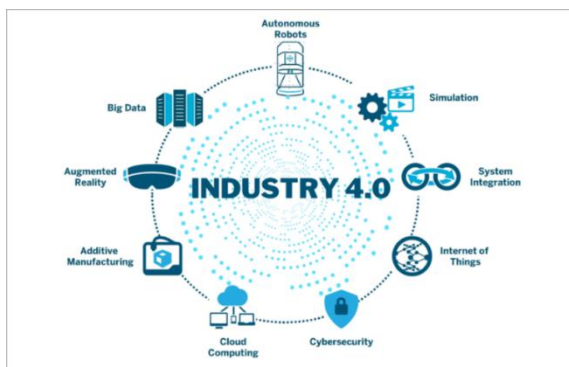 Autonomous
Robots
Simulation
System
Integration
Internet of
Things
Cybersecurity
Cloud
Computing
Additive
Manufacturing
Augmented
Reality
Big Data
INDUSTRY 4.0